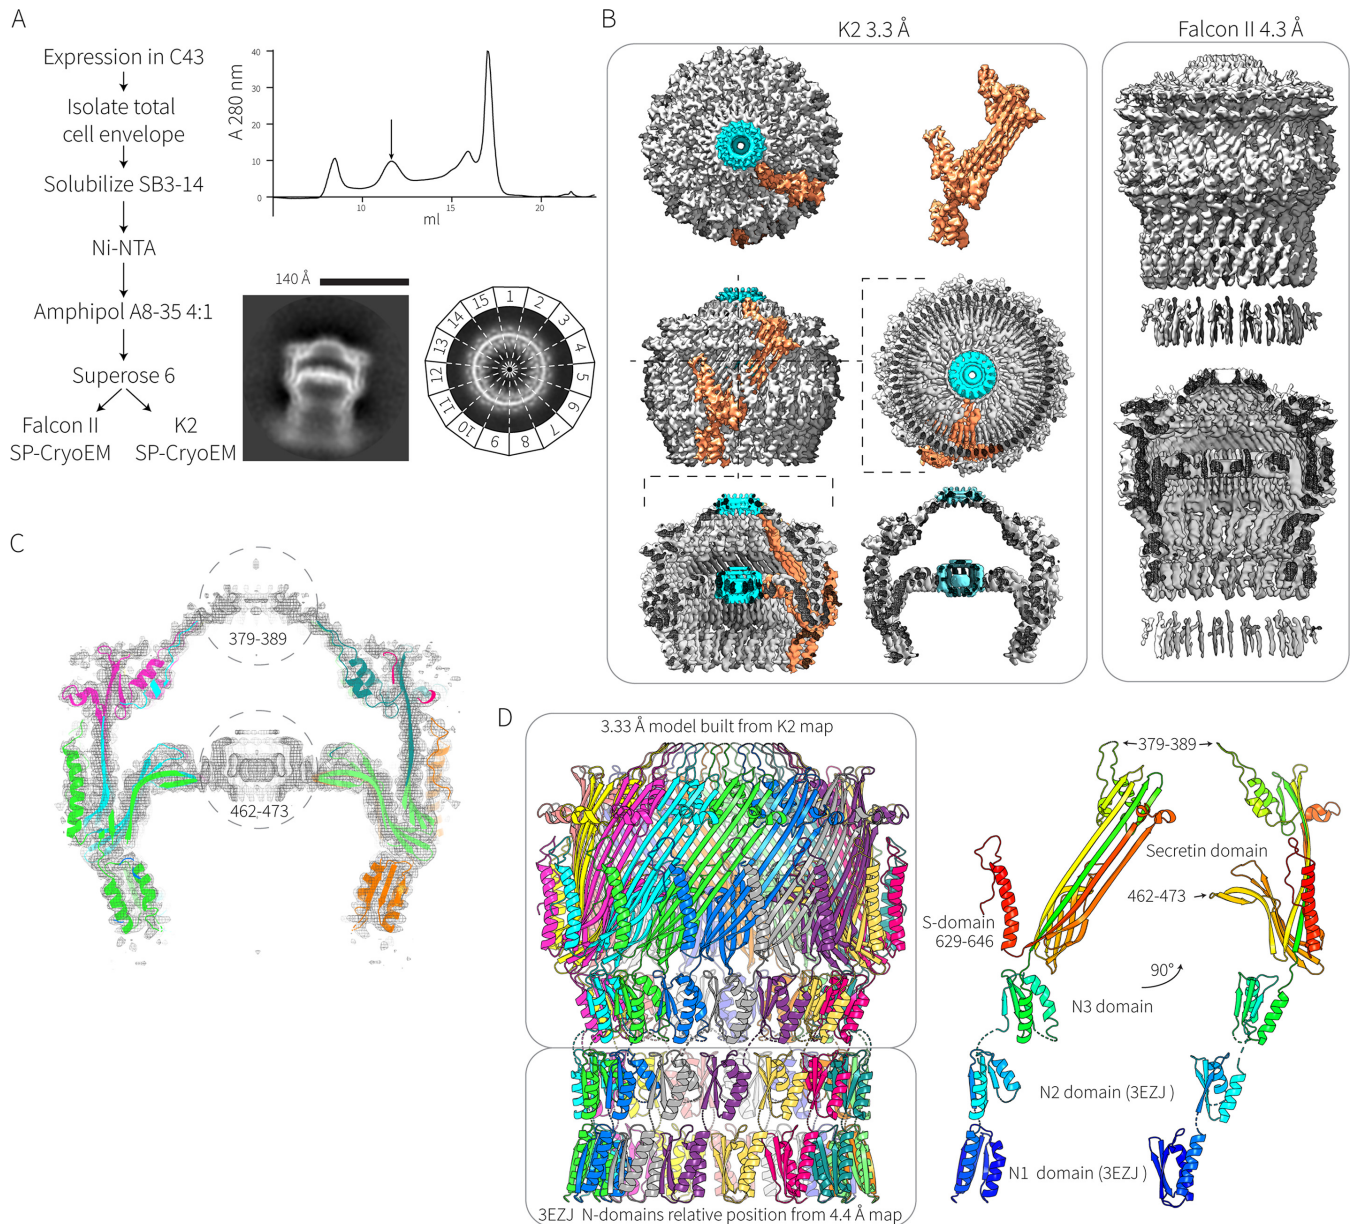 A
Expression in C43
Isolate total
cell envelope
Solubilize SB3-14
Ni-NTA
Amphipol A8-35 4:1
Superose 6
Falcon II
SP-CryoEM
K2
SP-CryoEM
A 280 nm
40
30
20
10
0
10
15
20
ml
140 Å
1
2
3
4
5
6
7
8
9
10
11
12
13
14
15
B
K2 3.3 Å
Falcon II 4.3 Å
C
379-389
462-473
D
3.33 Å model built from K2 map
3EZJ N-domains relative position from 4.4 Å map
379-389
Secretin domain
462-473
S-domain
629-646
90°
N3 domain
N2 domain (3EZJ )
N1 domain (3EZJ )